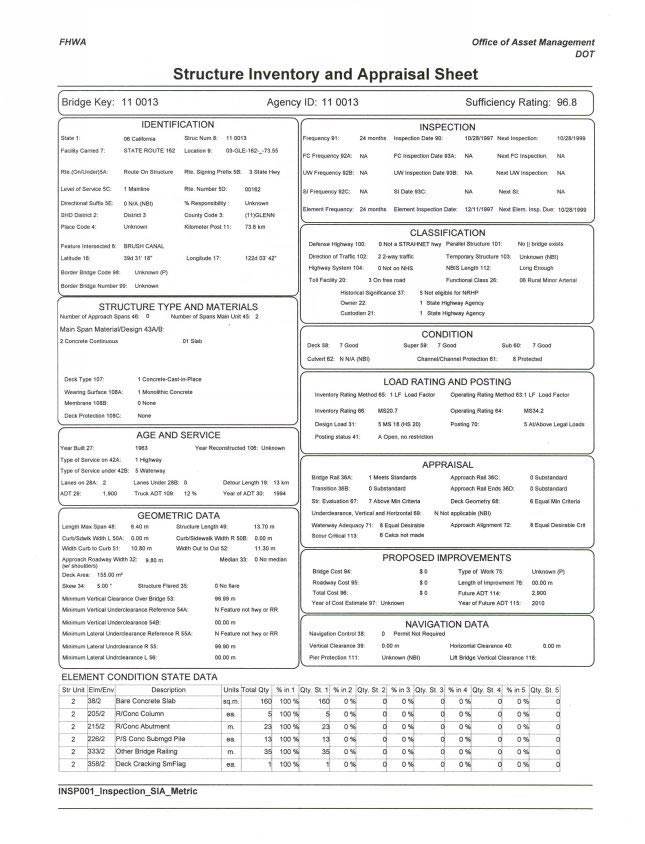 FHWA
Office of Asset Management
DOT
Structure Inventory and Appraisal Sheet
Bridge Key: 11 0013 Agency ID: 11 0013 Sufficiency Rating: 96.8
IDENTIFICATION
State 1: 06 California Struc Num 8: 11 0013
Facility Carried 7: STATE ROUTE 162 Location 9: 03-GLE-162-_-73.55
Rte.(On/Under)5A: Route On Structure Rte. Signing Prefix 5B: 3 State Hwy
Level of Service 5C: 1 Mainline Rte. Number 5D: 00162
Directional Suffix 5E: 0 N/A (NBI) % Responsibility : Unknown
SHD District 2: District 3 County Code 3: (11)GLENN
Place Code 4: Unknown Kilometer Post 11: 73.6 km
Feature Intersected 6: BRUSH CANAL
Latitude 16: 39d 31' 18" Longitude 17: 122d 03' 42"
Border Bridge Code 98: Unknown (P)
Border Bridge Number 99: Unknown
STRUCTURE TYPE AND MATERIALS
Number of Approach Spans 46: 0 Number of Spans Main Unit 45: 2
Main Span Material/Design 43A/B:
2 Concrete Continuous 01 Slab
Deck Type 107: 1 Concrete-Cast-in-Place
Wearing Surface 108A: 1 Monolithic Concrete
Membrane 108B: 0 None
Deck Protection 108C: None
AGE AND SERVICE
Year Built 27: 1963 Year Reconstructed 106: Unknown
Type of Service on 42A: 1 Highway
Type of Service under 42B: 5 Waterway
Lanes on 28A: 2 Lanes Under 28B: 0 Detour Length 19: 13 km
ADT 29: 1,900 Truck ADT 109: 12 % Year of ADT 30: 1994
GEOMETRIC DATA
Length Max Span 48: 6.40 m Structure Length 49: 13.70 m
Curb/Sdwlk Width L 50A: 0.00 m Curb/Sidewalk Width R 50B: 0.00 m
Width Curb to Curb 51: 10.80 m Width Out to Out 52: 11.30 m
Approach Roadway Width 32: 9.80 m Median 33: 0 No median
(w/ shoulders)
Deck Area: 155.00 m²
Skew 34: 5.00 ° Structure Flared 35: 0 No flare
Minimum Vertical Clearance Over Bridge 53: 99.99 m
Minimum Vertical Underclearance Reference 54A: N Feature not hwy or RR
Minimum Vertical Underclearance 54B: 00.00 m
Minimum Lateral Underclearance Reference R 55A: N Feature not hwy or RR
Minimum Lateral Underclearance R 55: 99.90 m
Minimum Lateral Undrclearance L 56: 00.00 m
INSPECTION
Frequency 91: 24 months Inspection Date 90: 10/28/1997 Next Inspection: 10/28/1999
FC Frequency 92A: NA FC Inspection Date 93A: NA Next FC Inspection: NA
UW Frequency 92B: NA UW Inspection Date 93B: NA Next UW Inspection: NA
SI Frequency 92C: NA SI Date 93C: NA Next SI: NA
Element Frequency: 24 months Element Inspection Date: 12/11/1997 Next Elem. Insp. Due: 10/28/1999
CLASSIFICATION
Defense Highway 100: 0 Not a STRAHNET hwy Parallel Structure 101: No || bridge exists
Direction of Traffic 102: 2 2-way traffic Temporary Structure 103: Unknown (NBI)
Highway System 104: 0 Not on NHS NBIS Length 112: Long Enough
Toll Facility 20: 3 On free road Functional Class 26: 06 Rural Minor Arterial
Historical Significance 37: 5 Not eligible for NRHP
Owner 22: 1 State Highway Agency
Custodian 21: 1 State Highway Agency
CONDITION
Deck 58: 7 Good Super 59: 7 Good Sub 60: 7 Good
Culvert 62: N N/A (NBI) Channel/Channel Protection 61: 8 Protected
LOAD RATING AND POSTING
Inventory Rating Method 65: 1 LF Load Factor Operating Rating Method 63:1 LF Load Factor
Inventory Rating 66: MS20.7 Operating Rating 64: MS34.2
Design Load 31: 5 MS 18 (HS 20) Posting 70: 5 At/Above Legal Loads
Posting status 41: A Open, no restriction
APPRAISAL
Bridge Rail 36A: 1 Meets Standards Approach Rail 36C: 0 Substandard
Transition 36B: 0 Substandard Approach Rail Ends 36D: 0 Substandard
Str. Evaluation 67: 7 Above Min Criteria Deck Geometry 68: 6 Equal Min Criteria
Underclearance, Vertical and Horizontal 69: N Not applicable (NBI)
Waterway Adequacy 71: 8 Equal Desirable Approach Alignment 72: 8 Equal Desirable Crit
Scour Critical 113: 6 Calcs not made
PROPOSED IMPROVEMENTS
Bridge Cost 94: $ 0 Type of Work 75: Unknown (P)
Roadway Cost 95: $ 0 Length of Improvement 76: 00.00 m
Total Cost 96: $ 0 Future ADT 114: 2,900
Year of Cost Estimate 97: Unknown Year of Future ADT 115: 2010
NAVIGATION DATA
Navigation Control 38: 0 Permit Not Required
Vertical Clearance 39: 0.00 m Horizontal Clearance 40: 0.00 m
Pier Protection 111: Unknown (NBI) Lift Bridge Vertical Clearance 116:
ELEMENT CONDITION STATE DATA
Str Unit Elm/Env Description Units Total Qty % in 1 Qty. St. 1 % in 2 Qty. St. 2 % in 3 Qty. St. 3 % in 4 Qty. St. 4 % in 5 Qty. St. 5
2 38/2 Bare Concrete Slab sq.m. 160 100 % 160 0 % 0 0 % 0 0 % 0 0 % 0
2 205/2 R/Conc Column ea. 5 100 % 5 0 % 0 0 % 0 0 % 0 0 % 0
2 215/2 R/Conc Abutment m. 23 100 % 23 0 % 0 0 % 0 0 % 0 0 % 0
2 226/2 P/S Conc Submgd Pile ea. 13 100 % 13 0 % 0 0 % 0 0 % 0 0 % 0
2 333/2 Other Bridge Railing m. 35 100 % 35 0 % 0 0 % 0 0 % 0 0 % 0
2 358/2 Deck Cracking SmFlag ea. 1 100 % 1 0 % 0 0 % 0 0 % 0 0 % 0
INSP001_Inspection_SIA_Metric